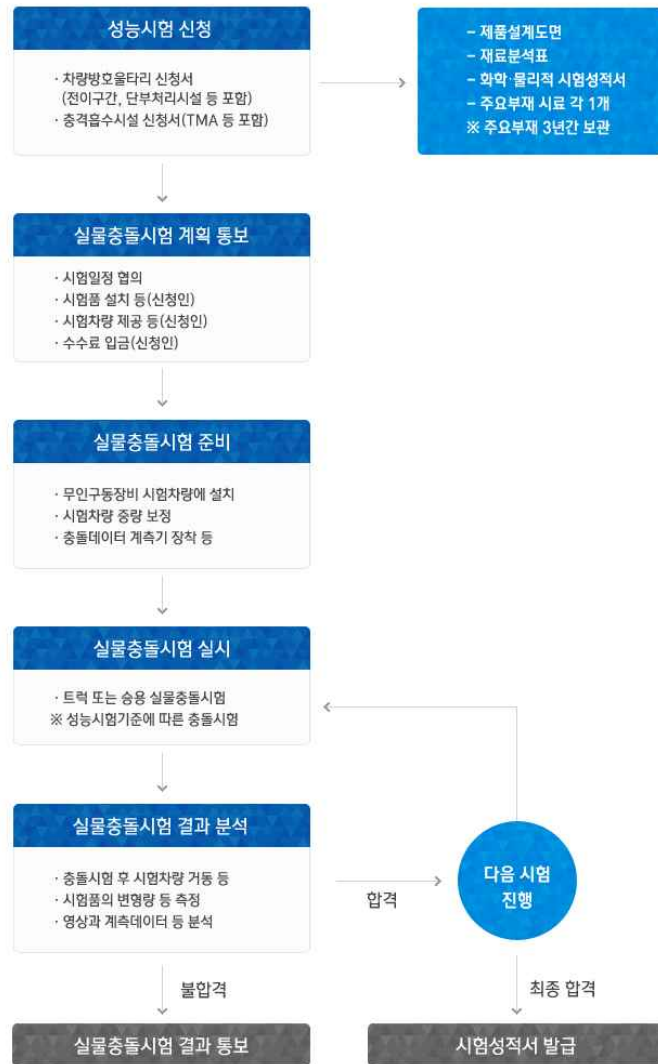 성능시험 신청
· 차량방호울타리 신청서
(전이구간, 단부처리시설 등 포함)
· 충격흡수시설 신청서(TMA 등 포함)
– 제품설계도면
– 재료분석표
– 화학·물리적 시험성적서
– 주요부재 시료 각 1개
※ 주요부재 3년간 보관
실물충돌시험 계획 통보
· 시험일정 협의
· 시험품 설치 등(신청인)
· 시험차량 제공 등(신청인)
· 수수료 입금(신청인)
실물충돌시험 준비
· 무인구동장비 시험차량에 설치
· 시험차량 중량 보정
· 충돌데이터 계측기 장착 등
실물충돌시험 실시
· 트럭 또는 승용 실물충돌시험
※ 성능시험기준에 따른 충돌시험
실물충돌시험 결과 분석
· 충돌시험 후 시험차량 거동 등
· 시험품의 변형량 등 측정
· 영상과 계측데이터 등 분석
합격
다음 시험
진행
불합격
최종 합격
실물충돌시험 결과 통보
시험성적서 발급